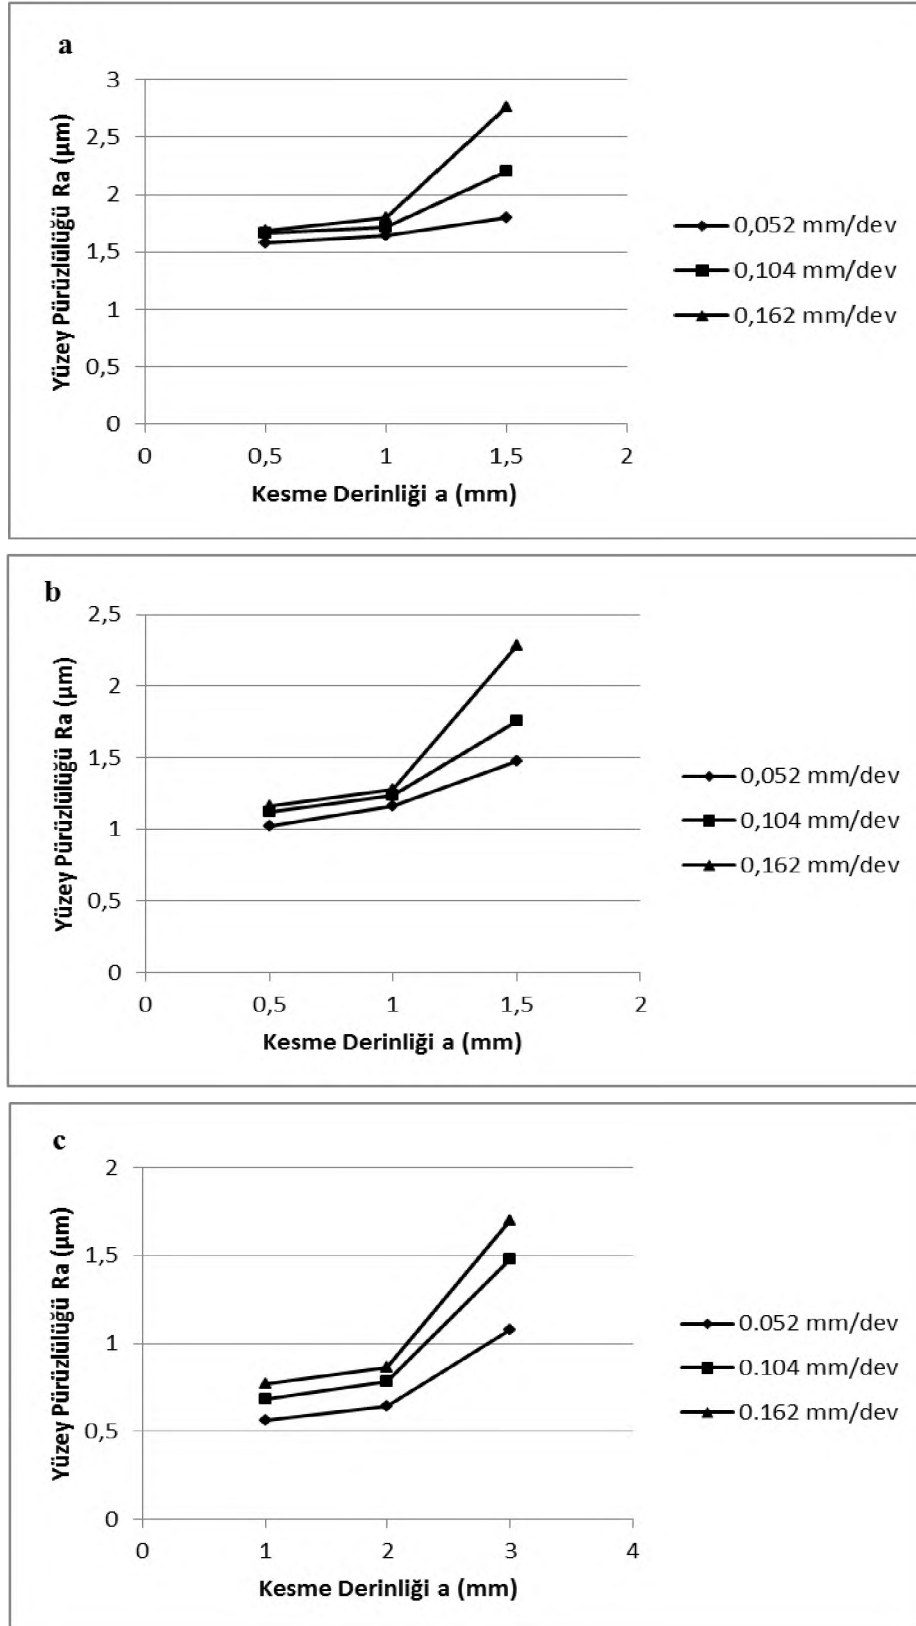 a
Yüzey Pürüzlülüğü Ra (µm)
3
2,5
2
1,5
1
0,5
0
0 0,5 1 1,5 2
Kesme Derinliği a (mm)
0,052 mm/dev
0,104 mm/dev
0,162 mm/dev
b
Yüzey Pürüzlülüğü Ra (µm)
2,5
2
1,5
1
0,5
0
0 0,5 1 1,5 2
Kesme Derinliği a (mm)
0,052 mm/dev
0,104 mm/dev
0,162 mm/dev
c
Yüzey Pürüzlülüğü Ra (µm)
2
1,5
1
0,5
0
0 1 2 3 4
Kesme Derinliği a (mm)
0.052 mm/dev
0.104 mm/dev
0.162 mm/dev